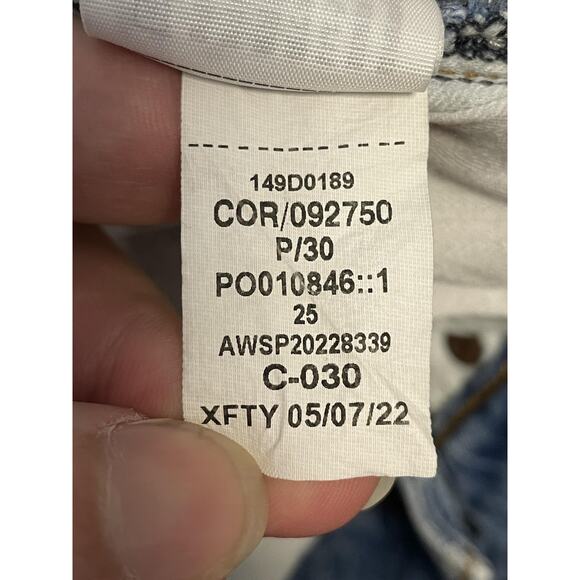 149D0189
COR/092750
P/30
PO010846::1
25
AWSP20228339
C-030
XFTY 05/07/22